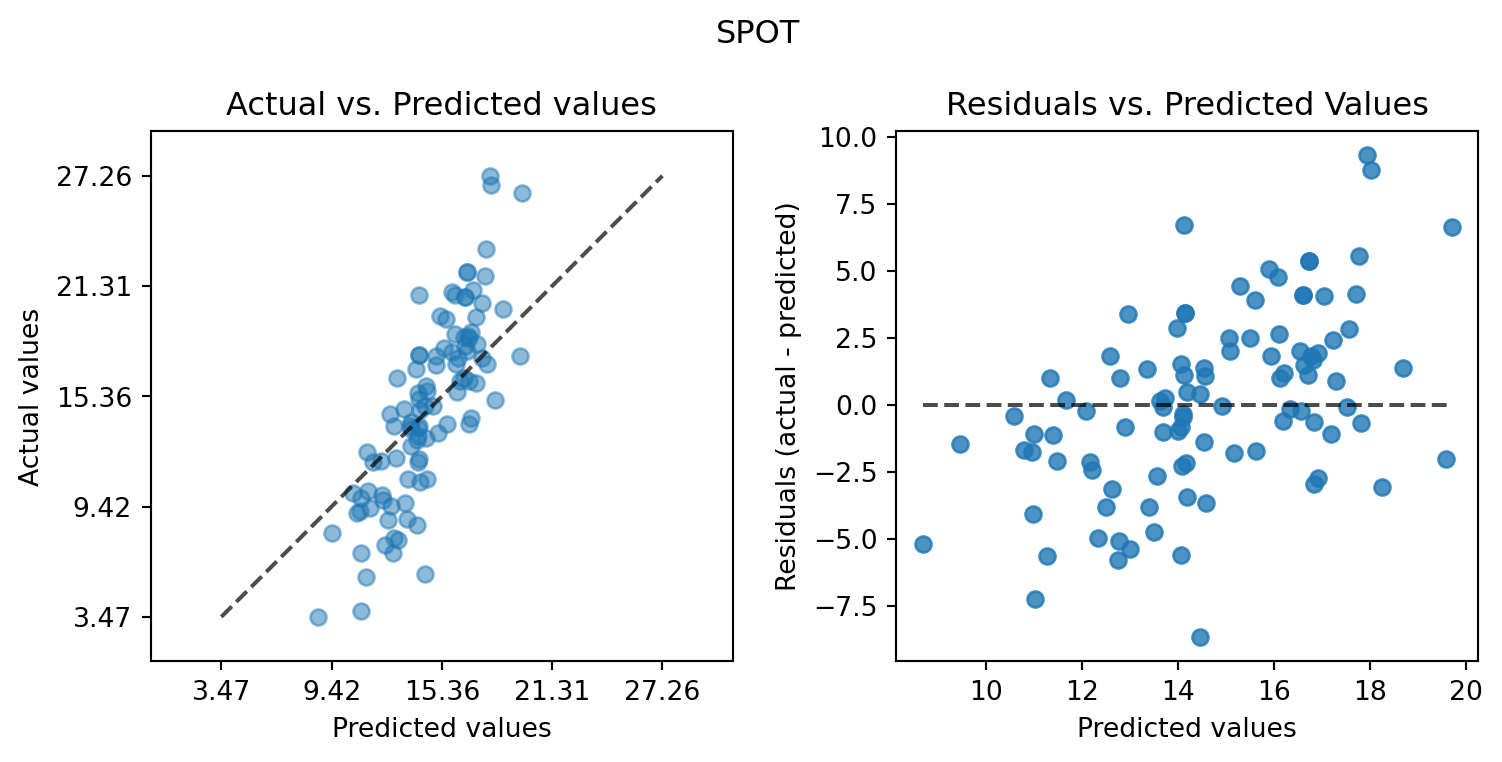 SPOT
Actual vs. Predicted values
Actual values
27.26
21.31
15.36
9.42
3.47
3.47 9.42 15.36 21.31 27.26
Predicted values
Residuals vs. Predicted Values
Residuals (actual - predicted)
10.0
7.5
5.0
2.5
0.0
−2.5
−5.0
−7.5
10 12 14 16 18 20
Predicted values